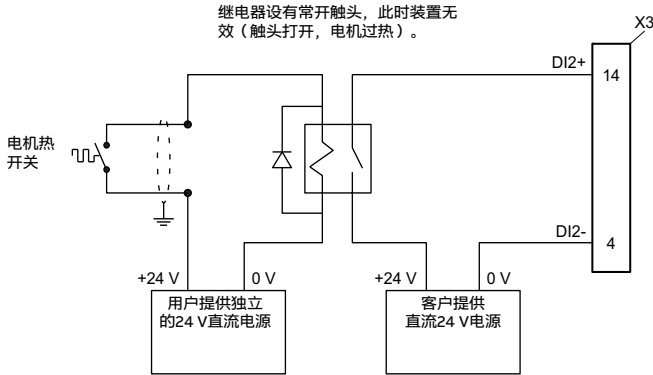 继电器设有常开触头，此时装置无
效（触头打开，电机过热）。
X3
DI2+
14
电机热
开关
DI2-
4
+24 V
0 V
+24 V
0 V
用户提供独立
的24 V直流电源
客户提供
直流24 V电源